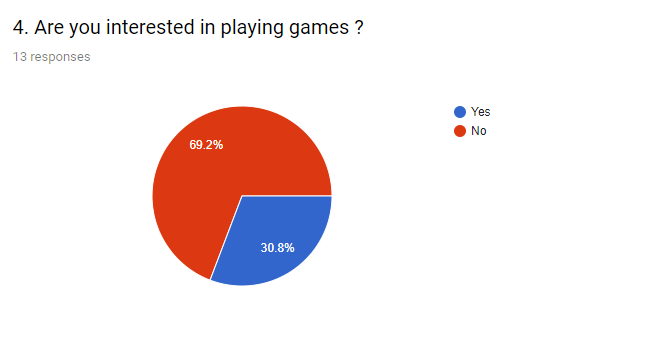 4. Are you interested in playing games ?
13 responses
Yes
No
69.2%
30.8%